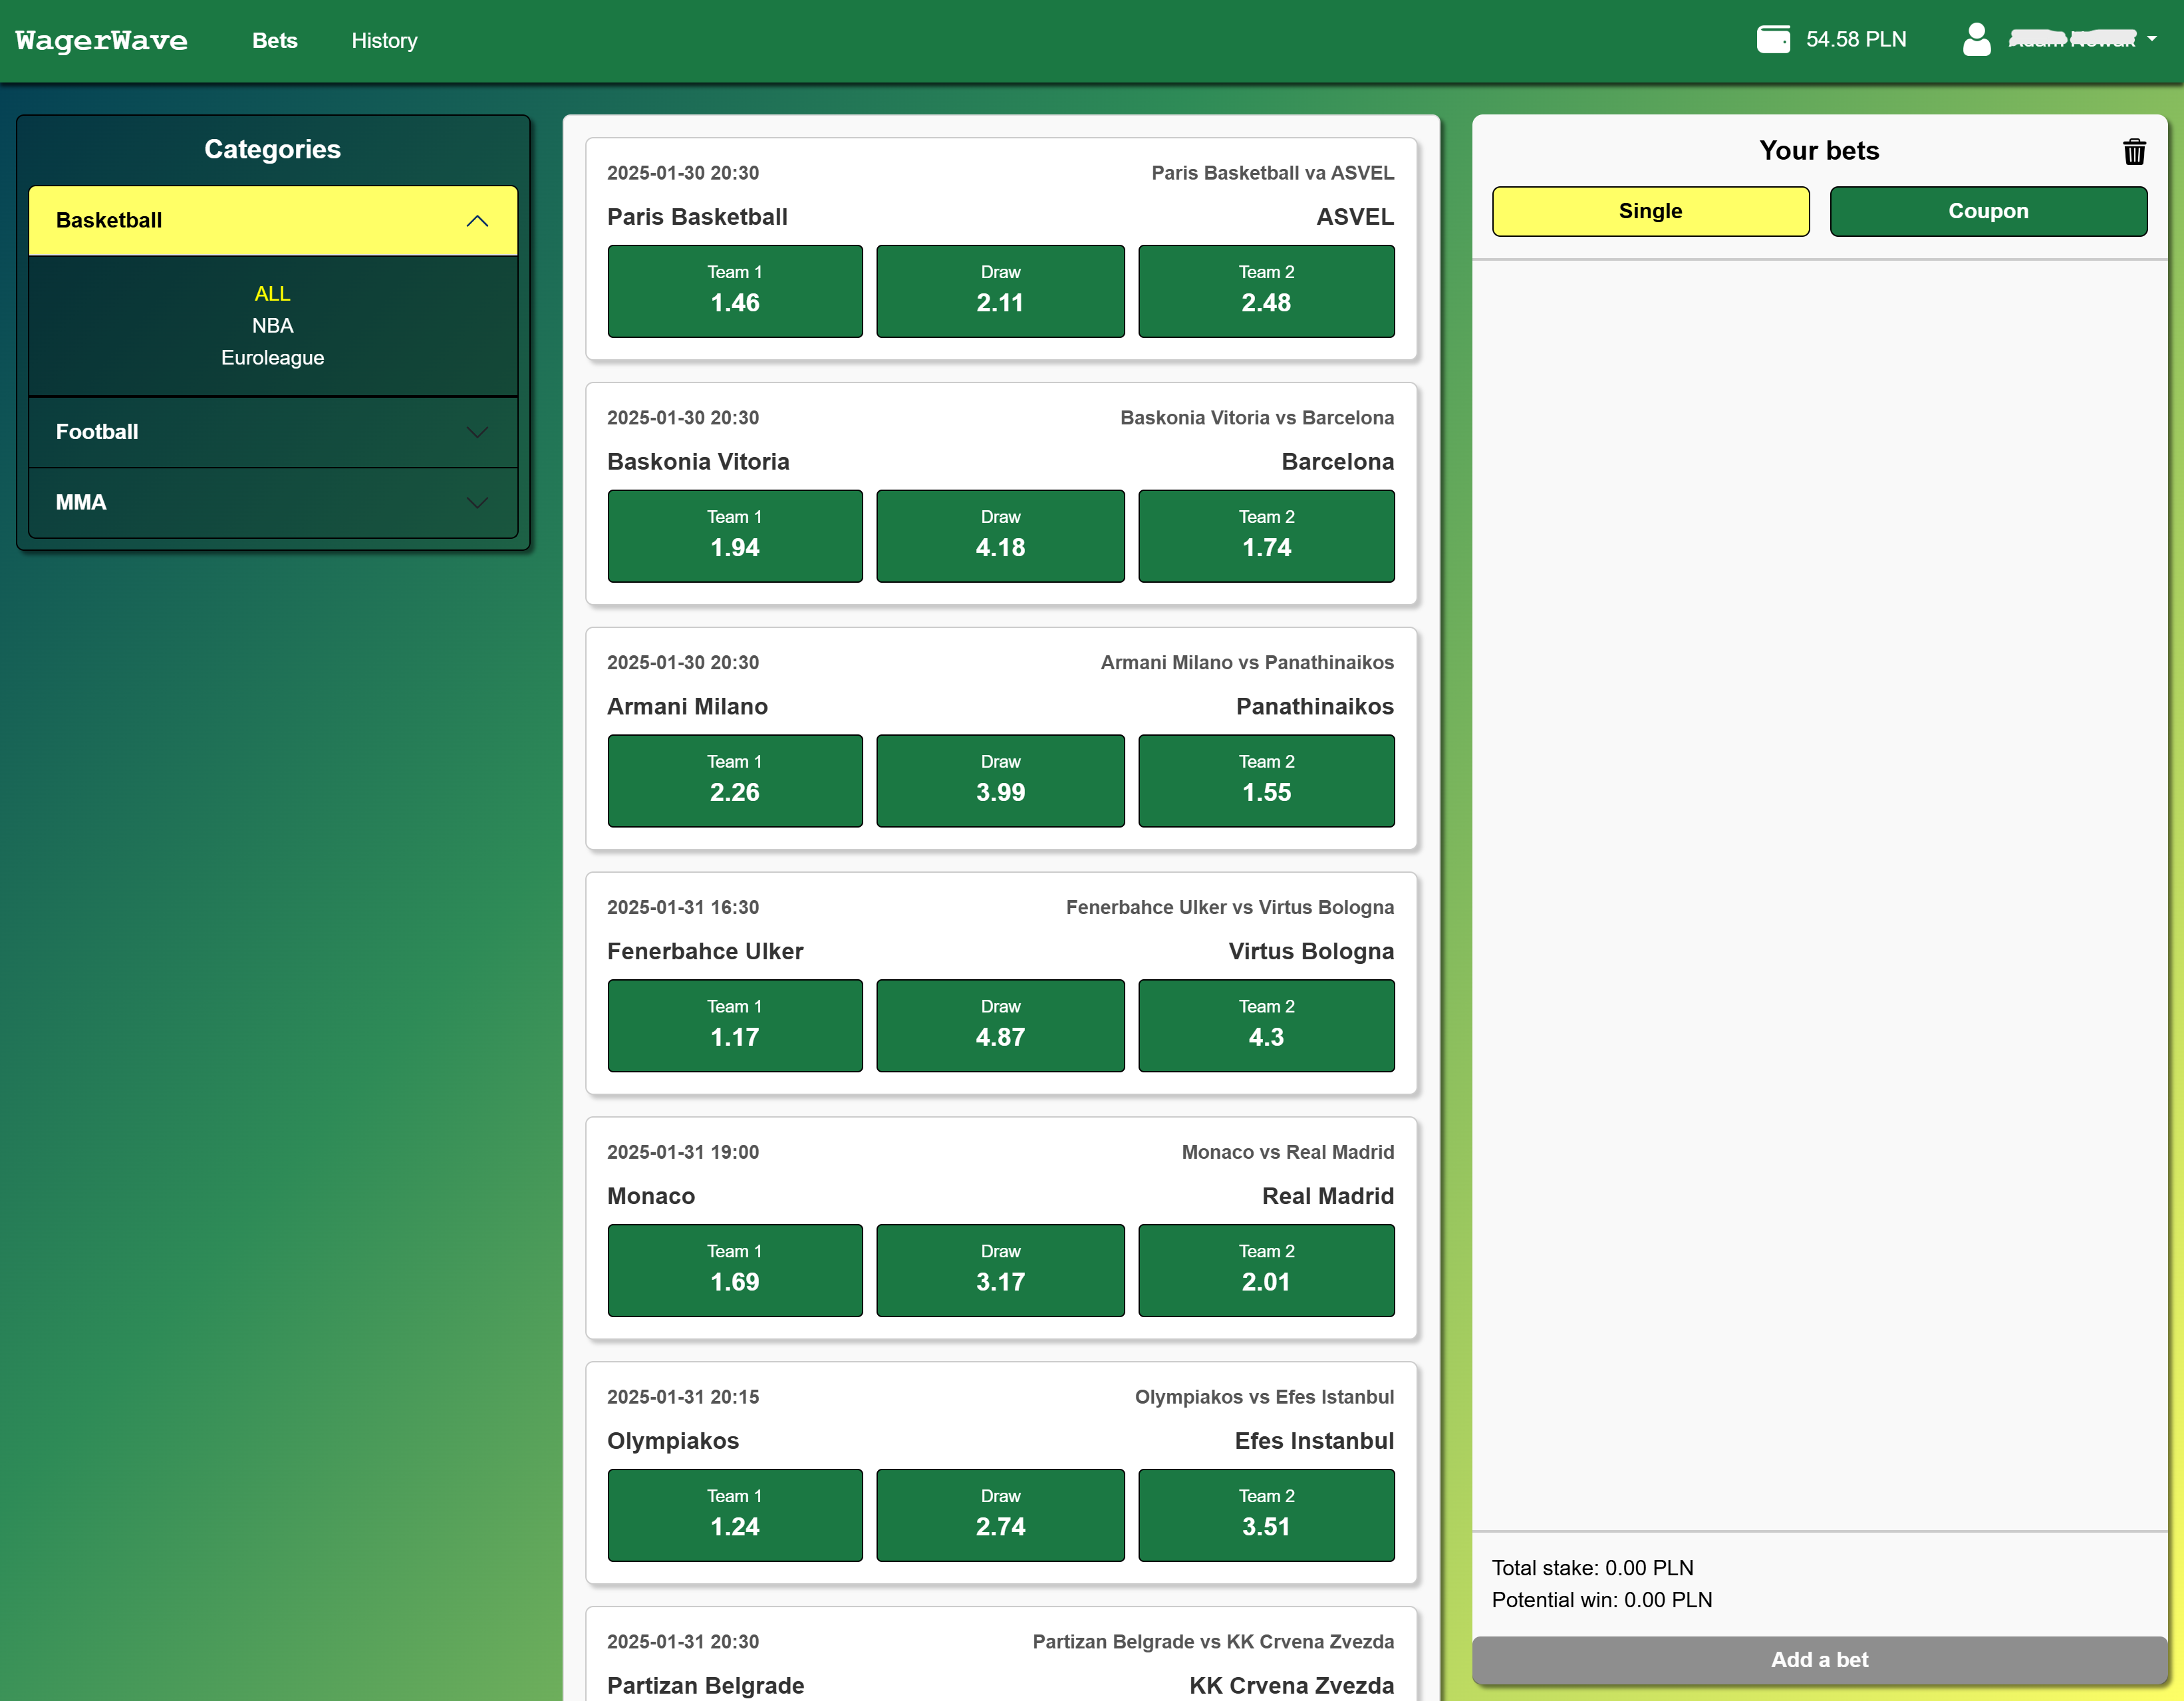 WagerWave
Bets
History
54.58 PLN
Categories
Basketball
ALL
NBA
Euroleague
Football
MMA
2025-01-30 20:30 Paris Basketball va ASVEL
Paris Basketball ASVEL
Team 1 Draw Team 2
1.46 2.11 2.48
2025-01-30 20:30 Baskonia Vitoria vs Barcelona
Baskonia Vitoria Barcelona
Team 1 Draw Team 2
1.94 4.18 1.74
2025-01-30 20:30 Armani Milano vs Panathinaikos
Armani Milano Panathinaikos
Team 1 Draw Team 2
2.26 3.99 1.55
2025-01-31 16:30 Fenerbahce Ulker vs Virtus Bologna
Fenerbahce Ulker Virtus Bologna
Team 1 Draw Team 2
1.17 4.87 4.3
2025-01-31 19:00 Monaco vs Real Madrid
Monaco Real Madrid
Team 1 Draw Team 2
1.69 3.17 2.01
2025-01-31 20:15 Olympiakos vs Efes Istanbul
Olympiakos Efes Instanbul
Team 1 Draw Team 2
1.24 2.74 3.51
2025-01-31 20:30 Partizan Belgrade vs KK Crvena Zvezda
Partizan Belgrade KK Crvena Zvezda
Your bets
Single Coupon
Total stake: 0.00 PLN
Potential win: 0.00 PLN
Add a bet